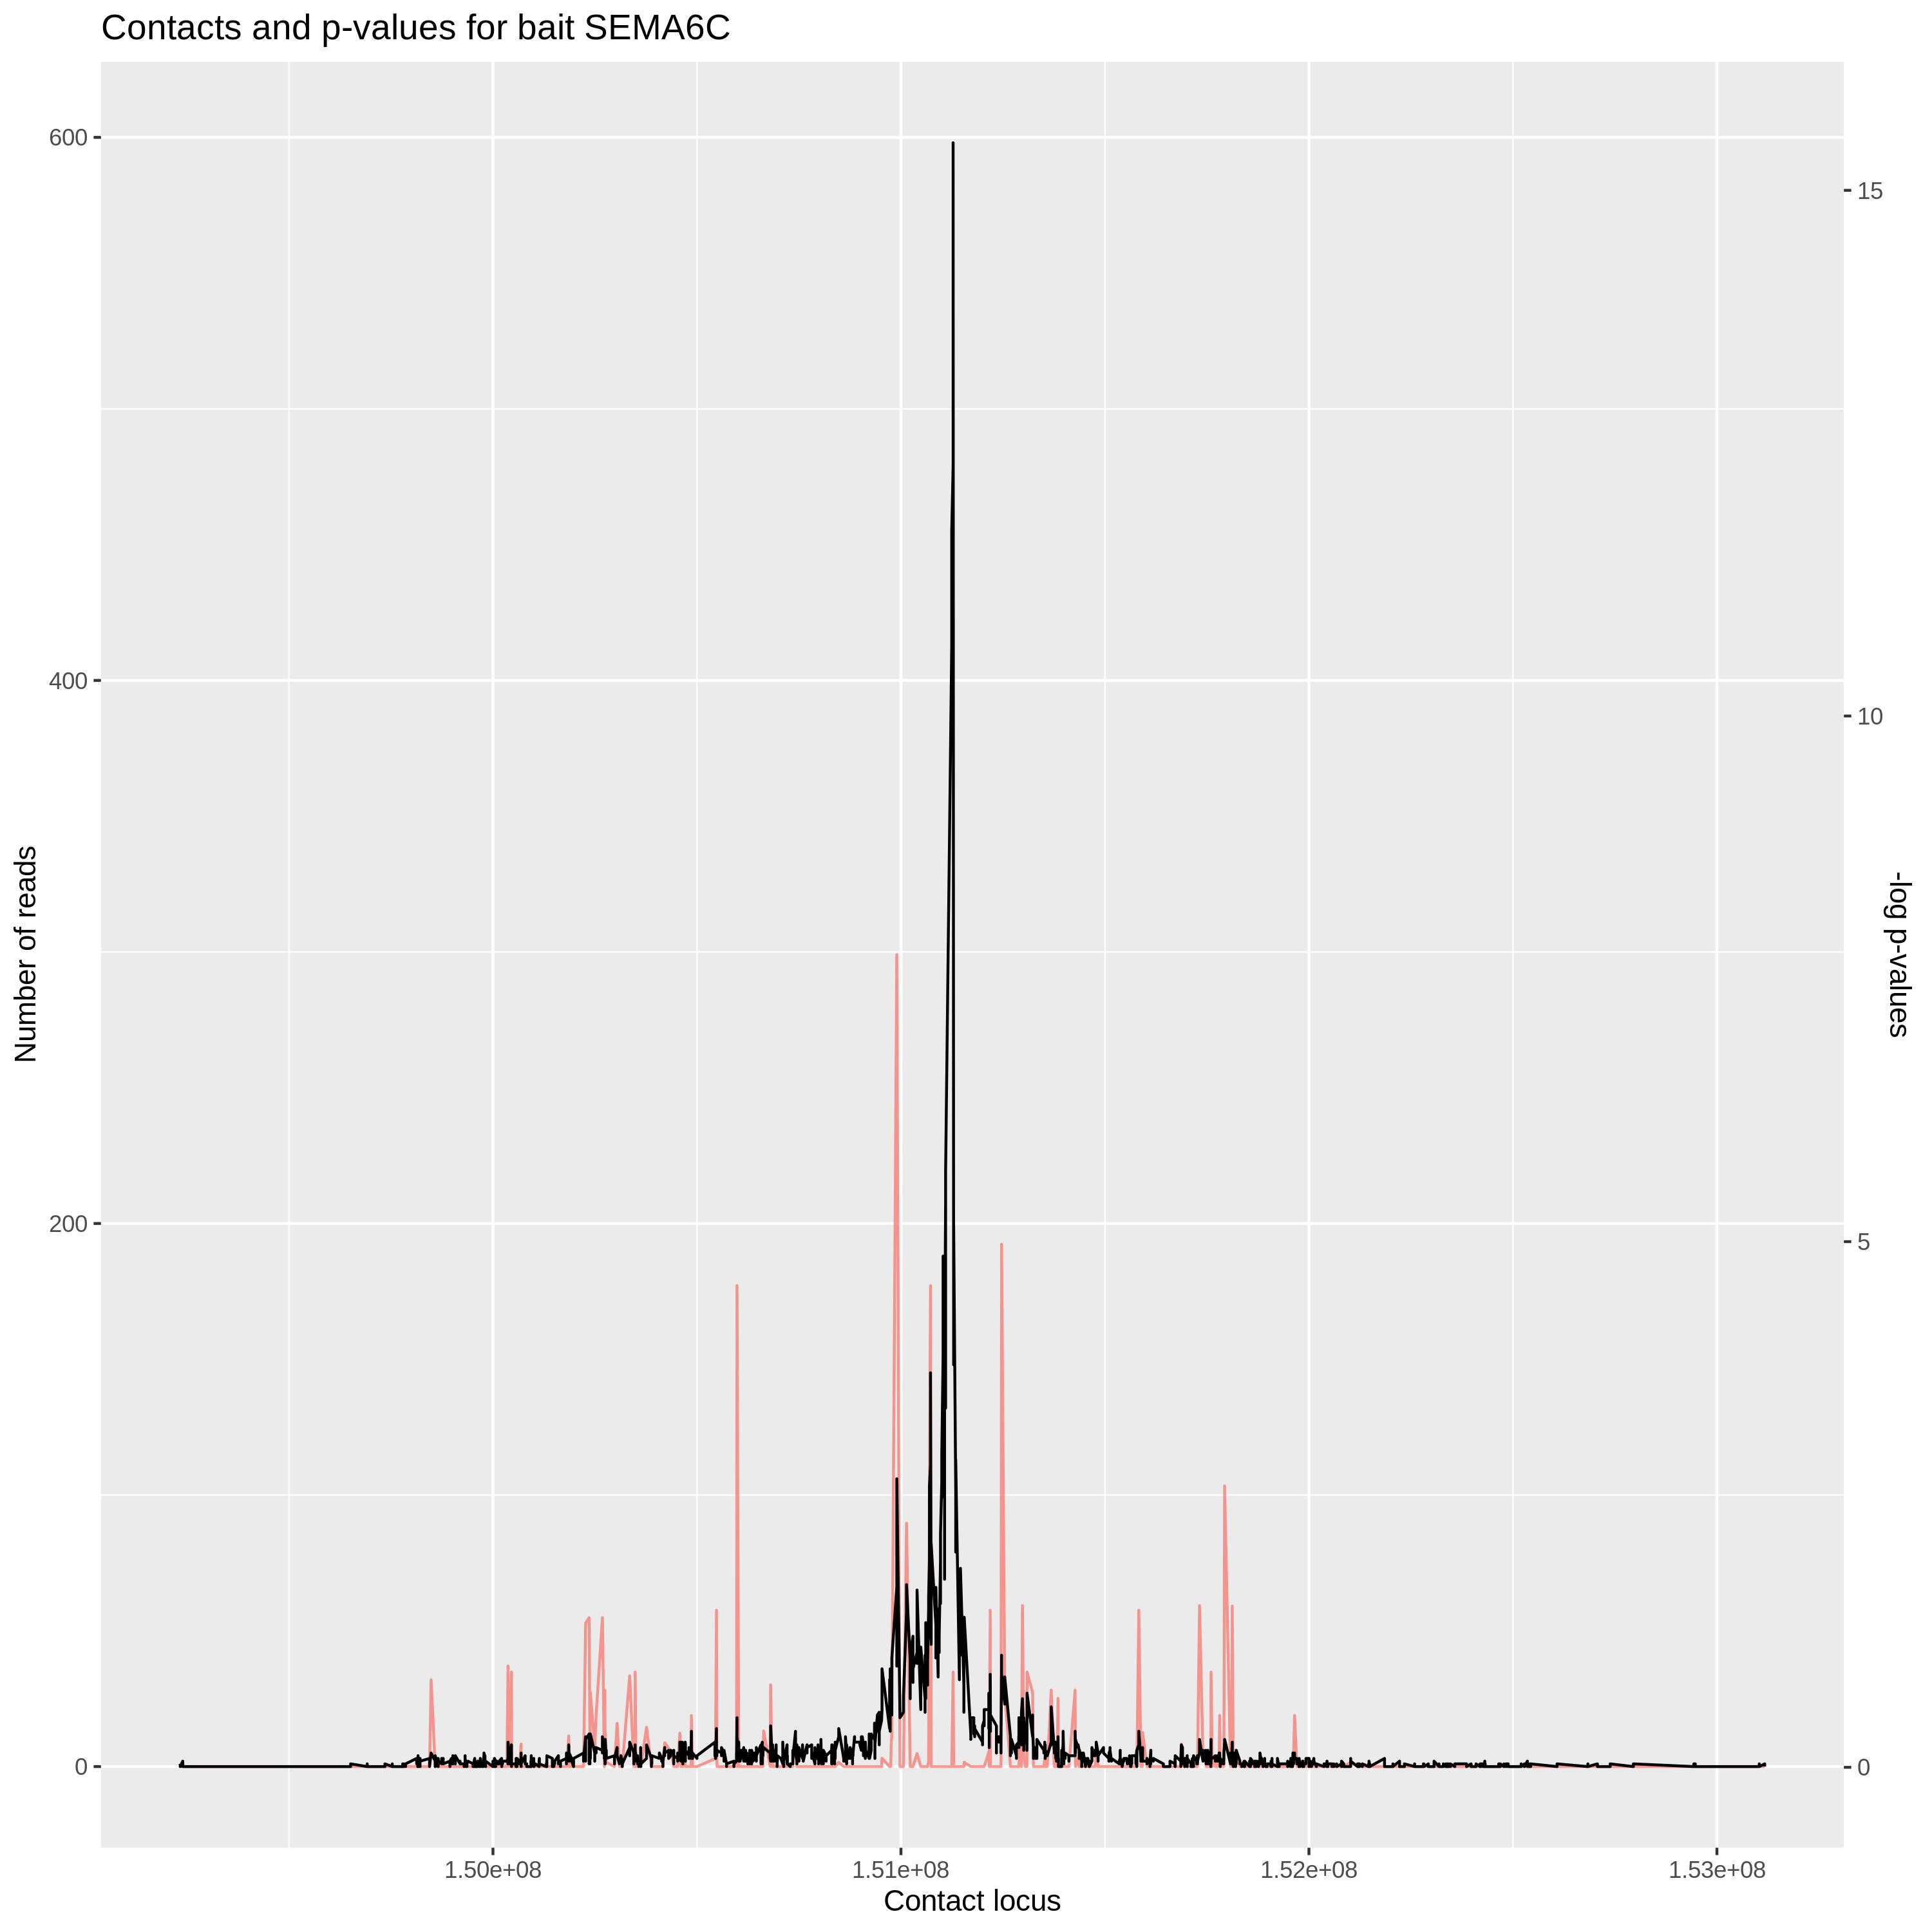 Contacts and p-values for bait SEMA6C
600
400
200
0
Number of reads
15
10
5
0
-log p-values
1.50e+08
1.51e+08
1.52e+08
1.53e+08
Contact locus